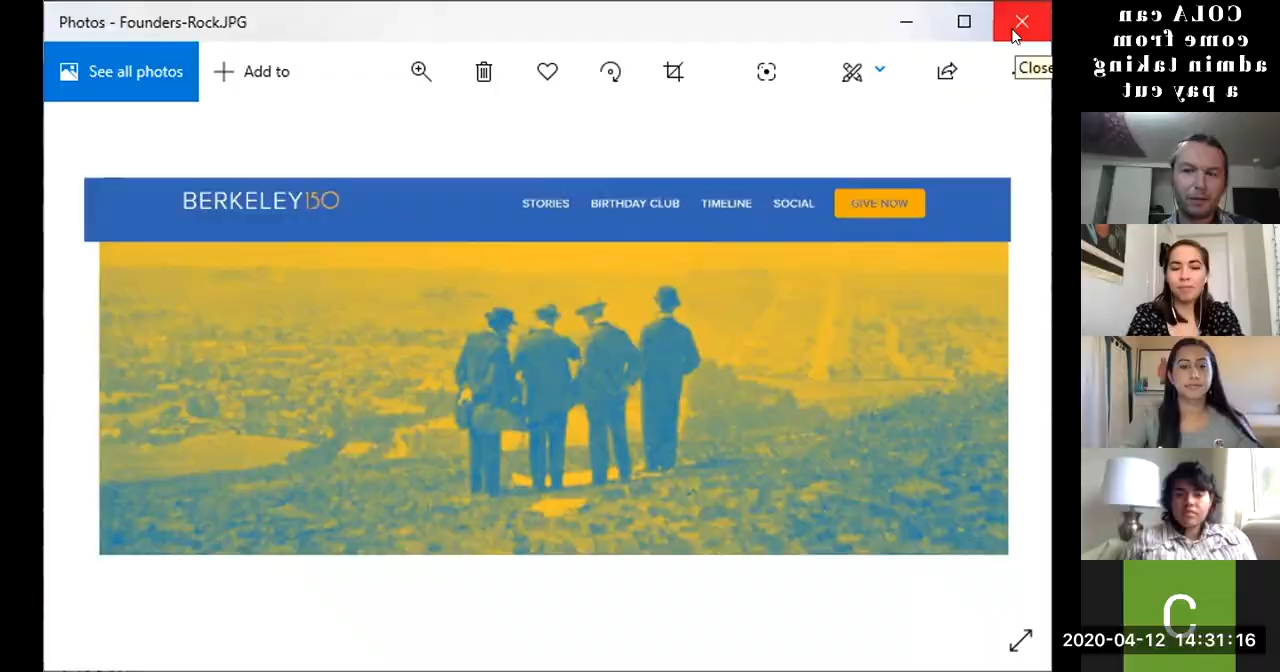 Photos - Founders-Rock.JPG
See all photos
Add to
Close
BERKELEY150
STORIES BIRTHDAY CLUB TIMELINE SOCIAL GIVE NOW
COLA can
come from
admin taking
a pay cut
C
2020-04-12 14:31:16